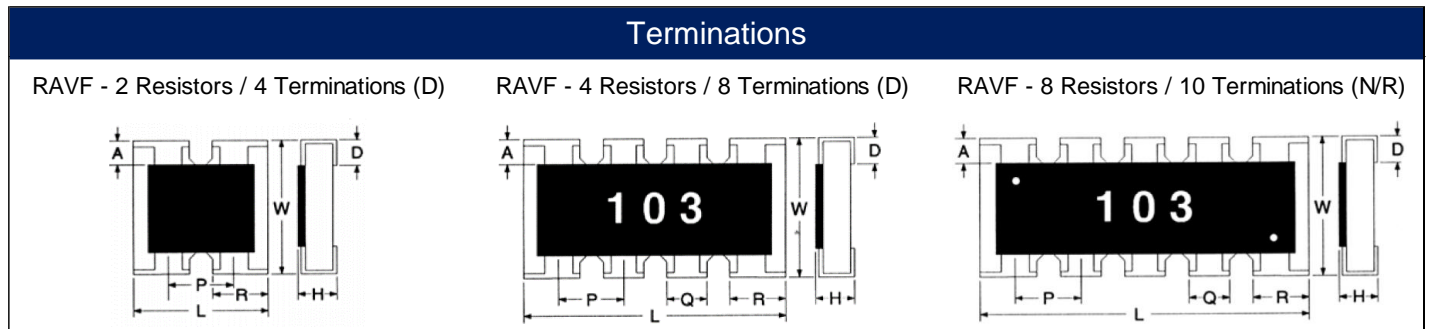 Terminations
RAVF - 2 Resistors / 4 Terminations (D)
RAVF - 4 Resistors / 8 Terminations (D)
RAVF - 8 Resistors / 10 Terminations (N/R)
A
D
W
P
R
H
L
A
D
103
W
P
Q
R
H
L
A
D
103
W
P
Q
R
H
L